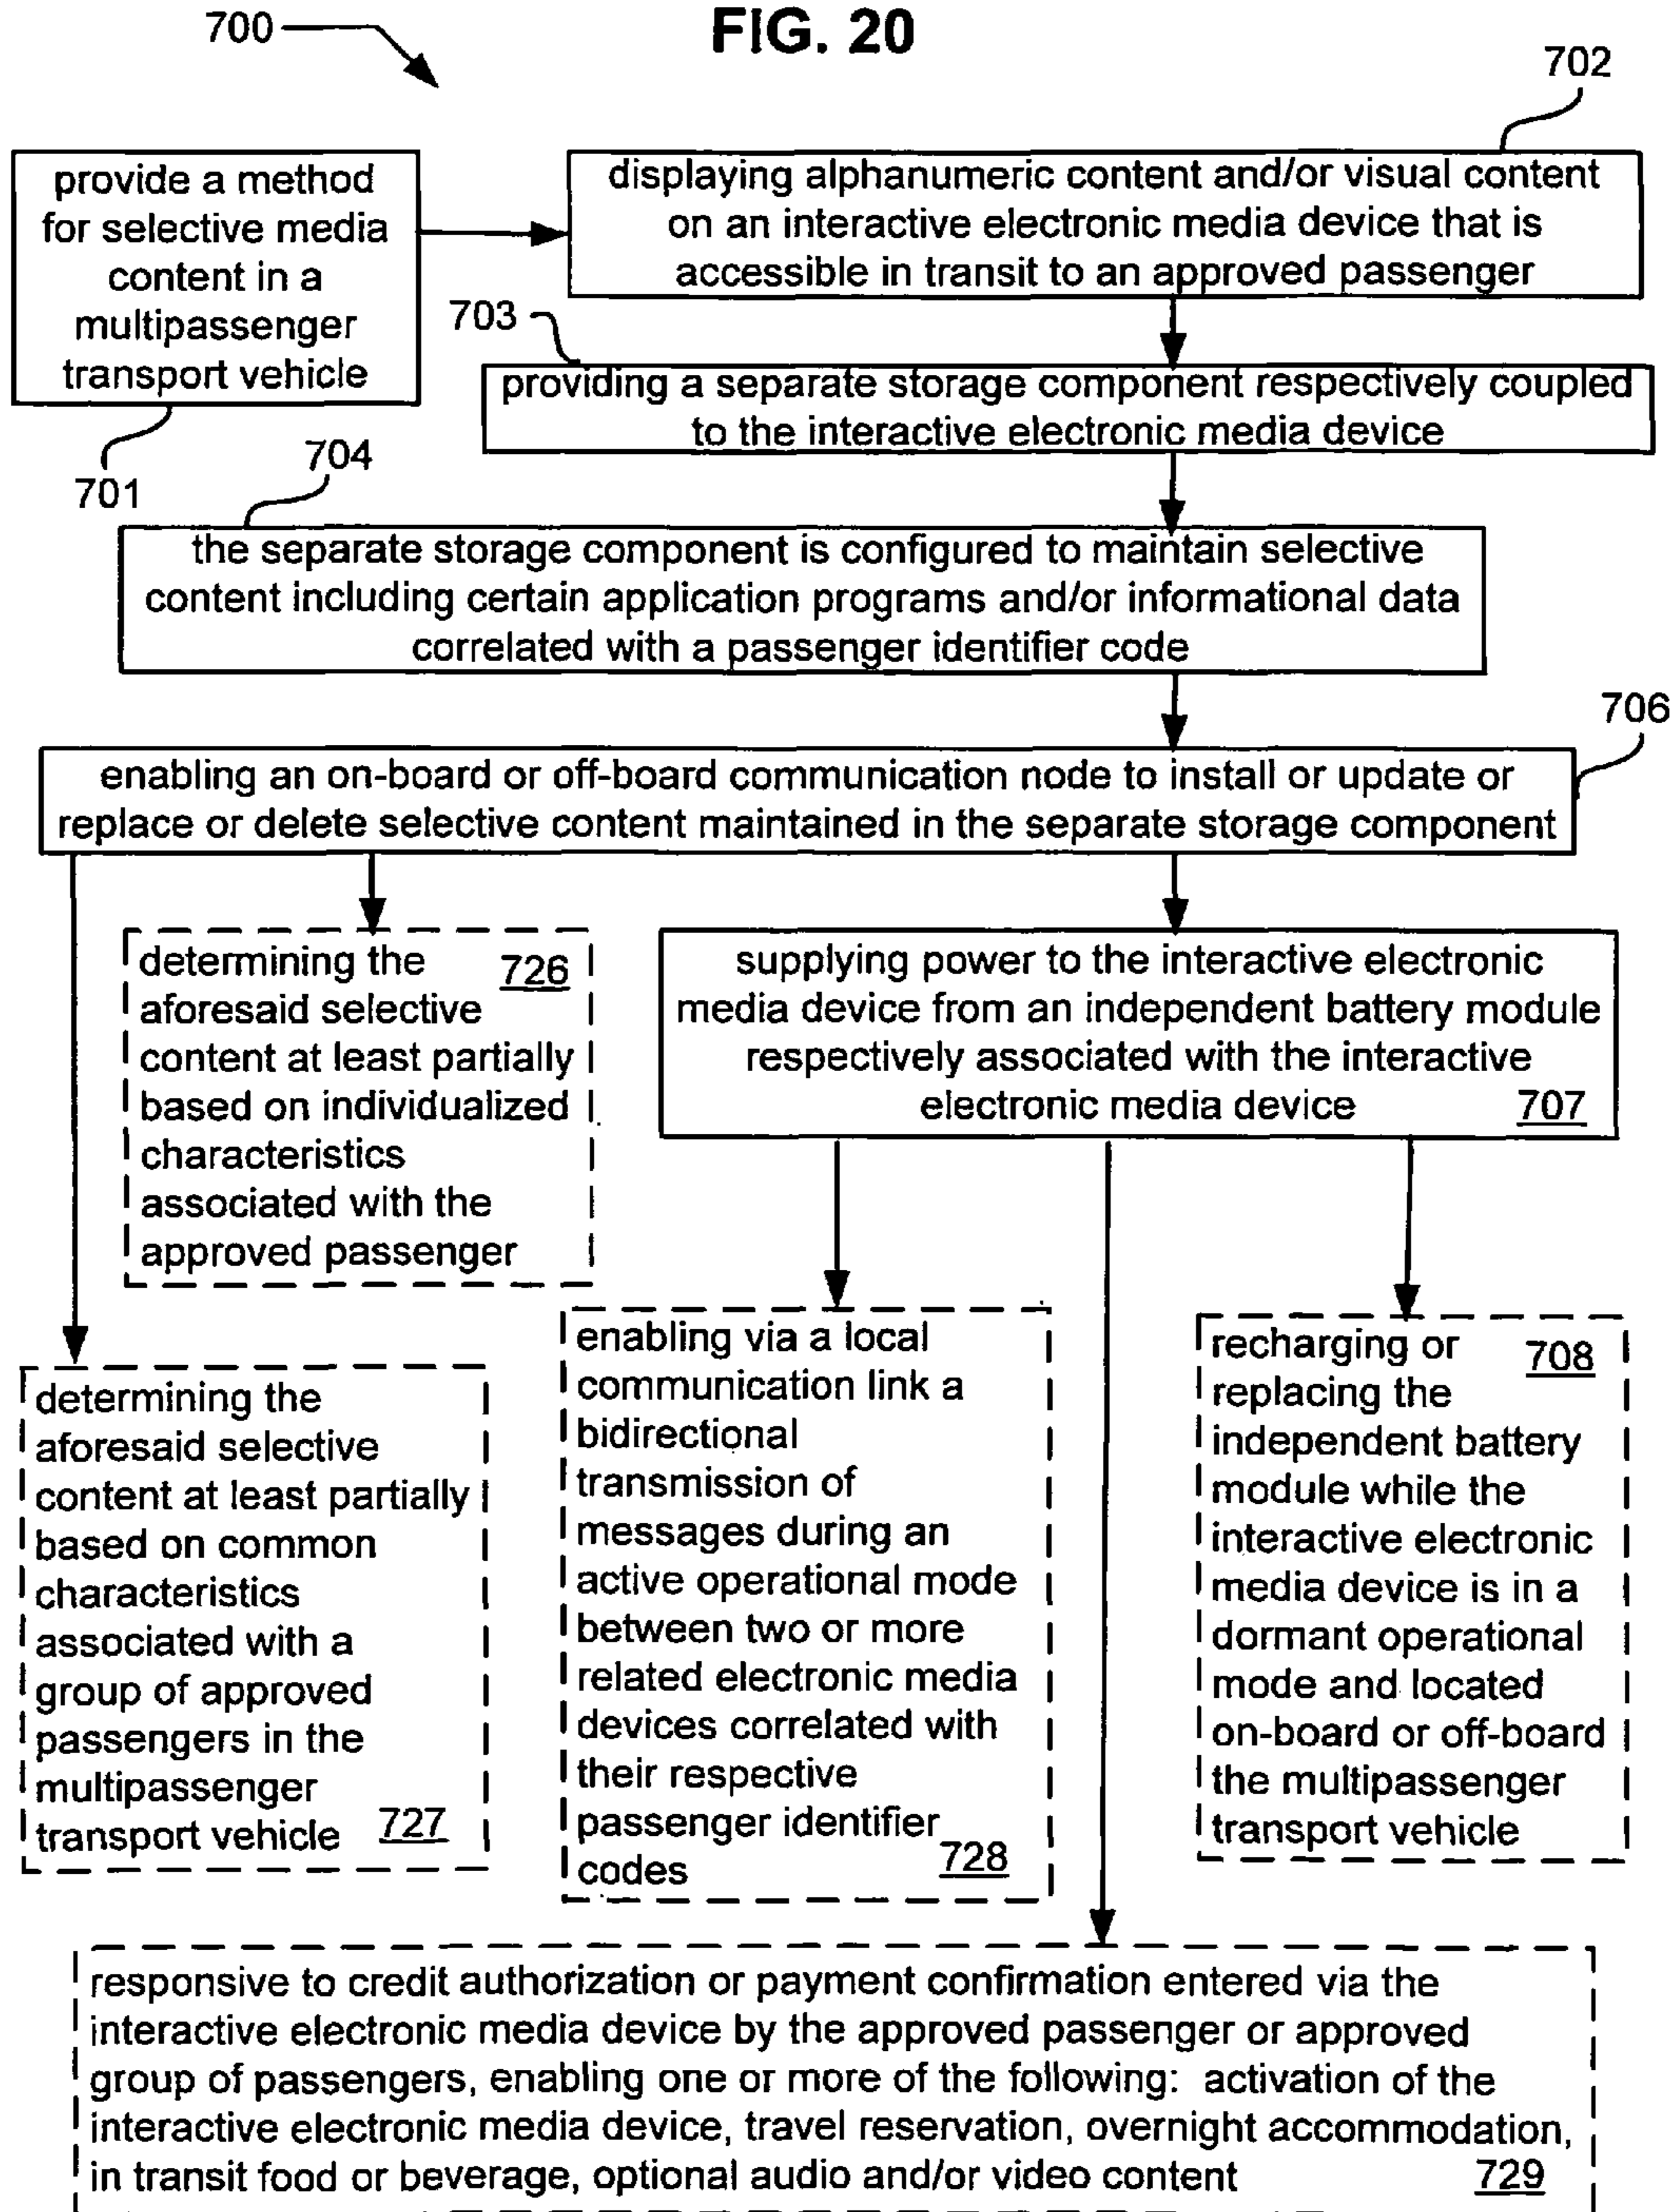 FIG. 20
700
702
provide a method
for selective media
content in a
multipassenger
transport vehicle
701
displaying alphanumeric content and/or visual content
on an interactive electronic media device that is
accessible in transit to an approved passenger
703
providing a separate storage component respectively coupled
to the interactive electronic media device
704
the separate storage component is configured to maintain selective
content including certain application programs and/or informational data
correlated with a passenger identifier code
706
enabling an on-board or off-board communication node to install or update or
replace or delete selective content maintained in the separate storage component
determining the 726
aforesaid selective
content at least partially
based on individualized
characteristics
associated with the
approved passenger
supplying power to the interactive electronic
media device from an independent battery module
respectively associated with the interactive
electronic media device 707
determining the
aforesaid selective
content at least partially
based on common
characteristics
associated with a
group of approved
passengers in the
multipassenger
transport vehicle 727
enabling via a local
communication link a
bidirectional
transmission of
messages during an
active operational mode
between two or more
related electronic media
devices correlated with
their respective
passenger identifier
codes 728
recharging or 708
replacing the
independent battery
module while the
interactive electronic
media device is in a
dormant operational
mode and located
on-board or off-board
the multipassenger
transport vehicle
responsive to credit authorization or payment confirmation entered via the
interactive electronic media device by the approved passenger or approved
group of passengers, enabling one or more of the following: activation of the
interactive electronic media device, travel reservation, overnight accommodation,
in transit food or beverage, optional audio and/or video content 729